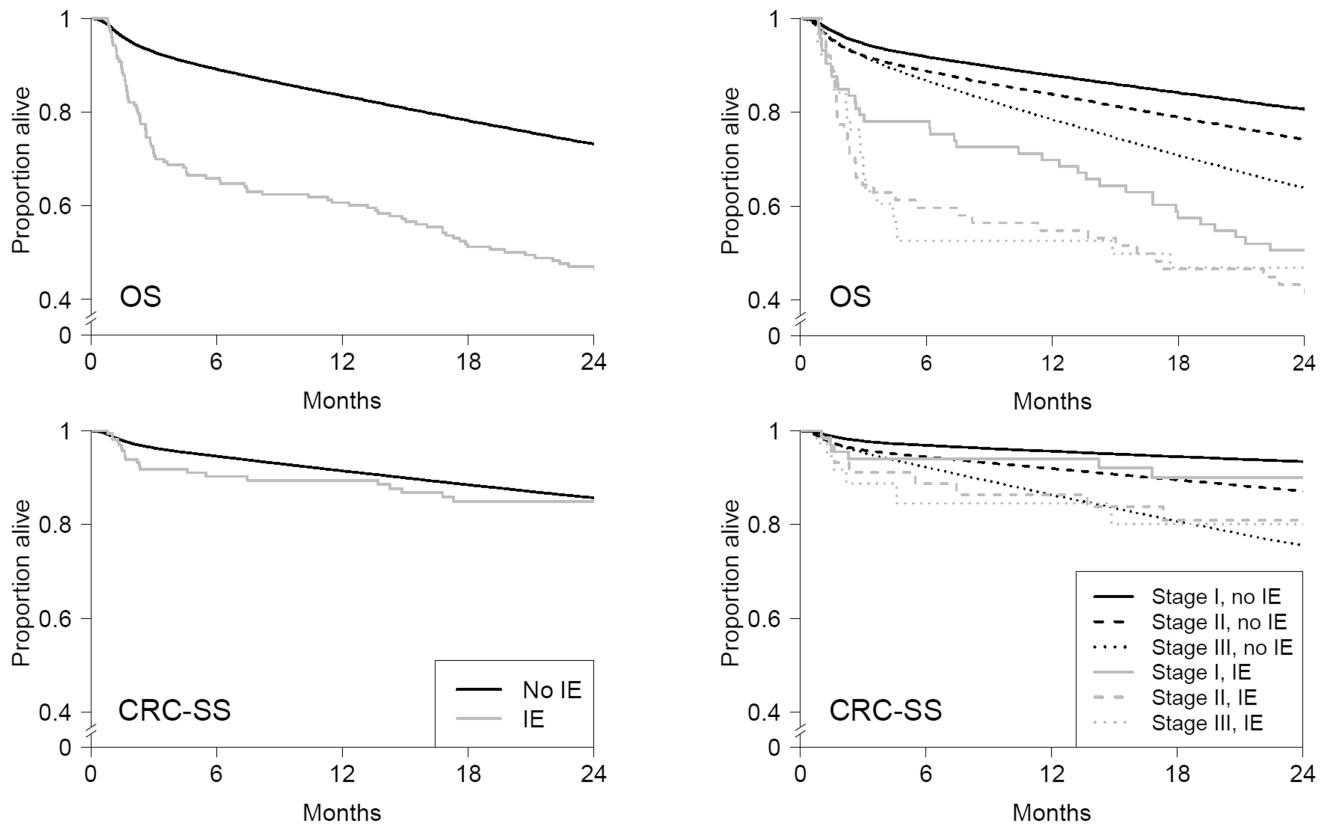 1
0.8
0.6
0.4
0
Proportion alive
OS
0 6 12 18 24
Months
1
0.8
0.6
0.4
0
Proportion alive
OS
0 6 12 18 24
Months
1
0.8
0.6
0.4
0
Proportion alive
CRC-SS
No IE
IE
0 6 12 18 24
Months
1
0.8
0.6
0.4
0
Proportion alive
CRC-SS
Stage I, no IE
Stage II, no IE
Stage III, no IE
Stage I, IE
Stage II, IE
Stage III, IE
0 6 12 18 24
Months